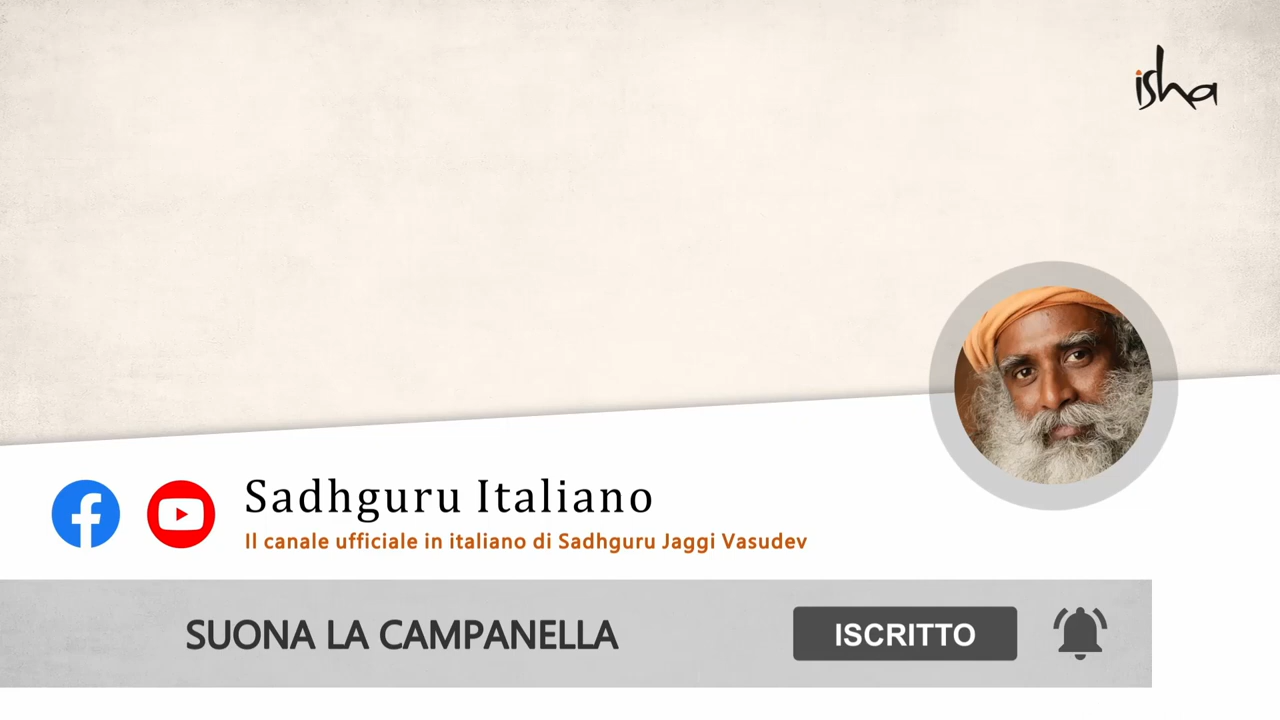 isha
Sadhguru Italiano
Il canale ufficiale in italiano di Sadhguru Jaggi Vasudev
SUONA LA CAMPANELLA
ISCRITTO